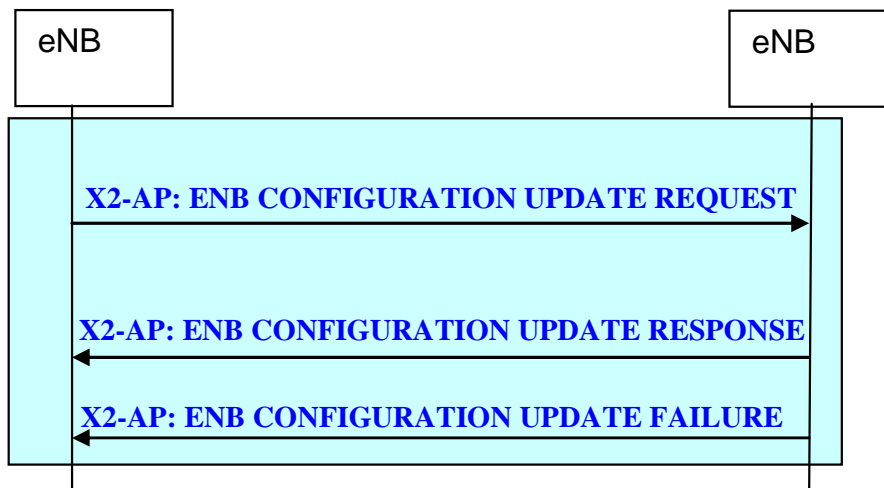 eNB
eNB
X2-AP: ENB CONFIGURATION UPDATE REQUEST
X2-AP: ENB CONFIGURATION UPDATE RESPONSE
X2-AP: ENB CONFIGURATION UPDATE FAILURE